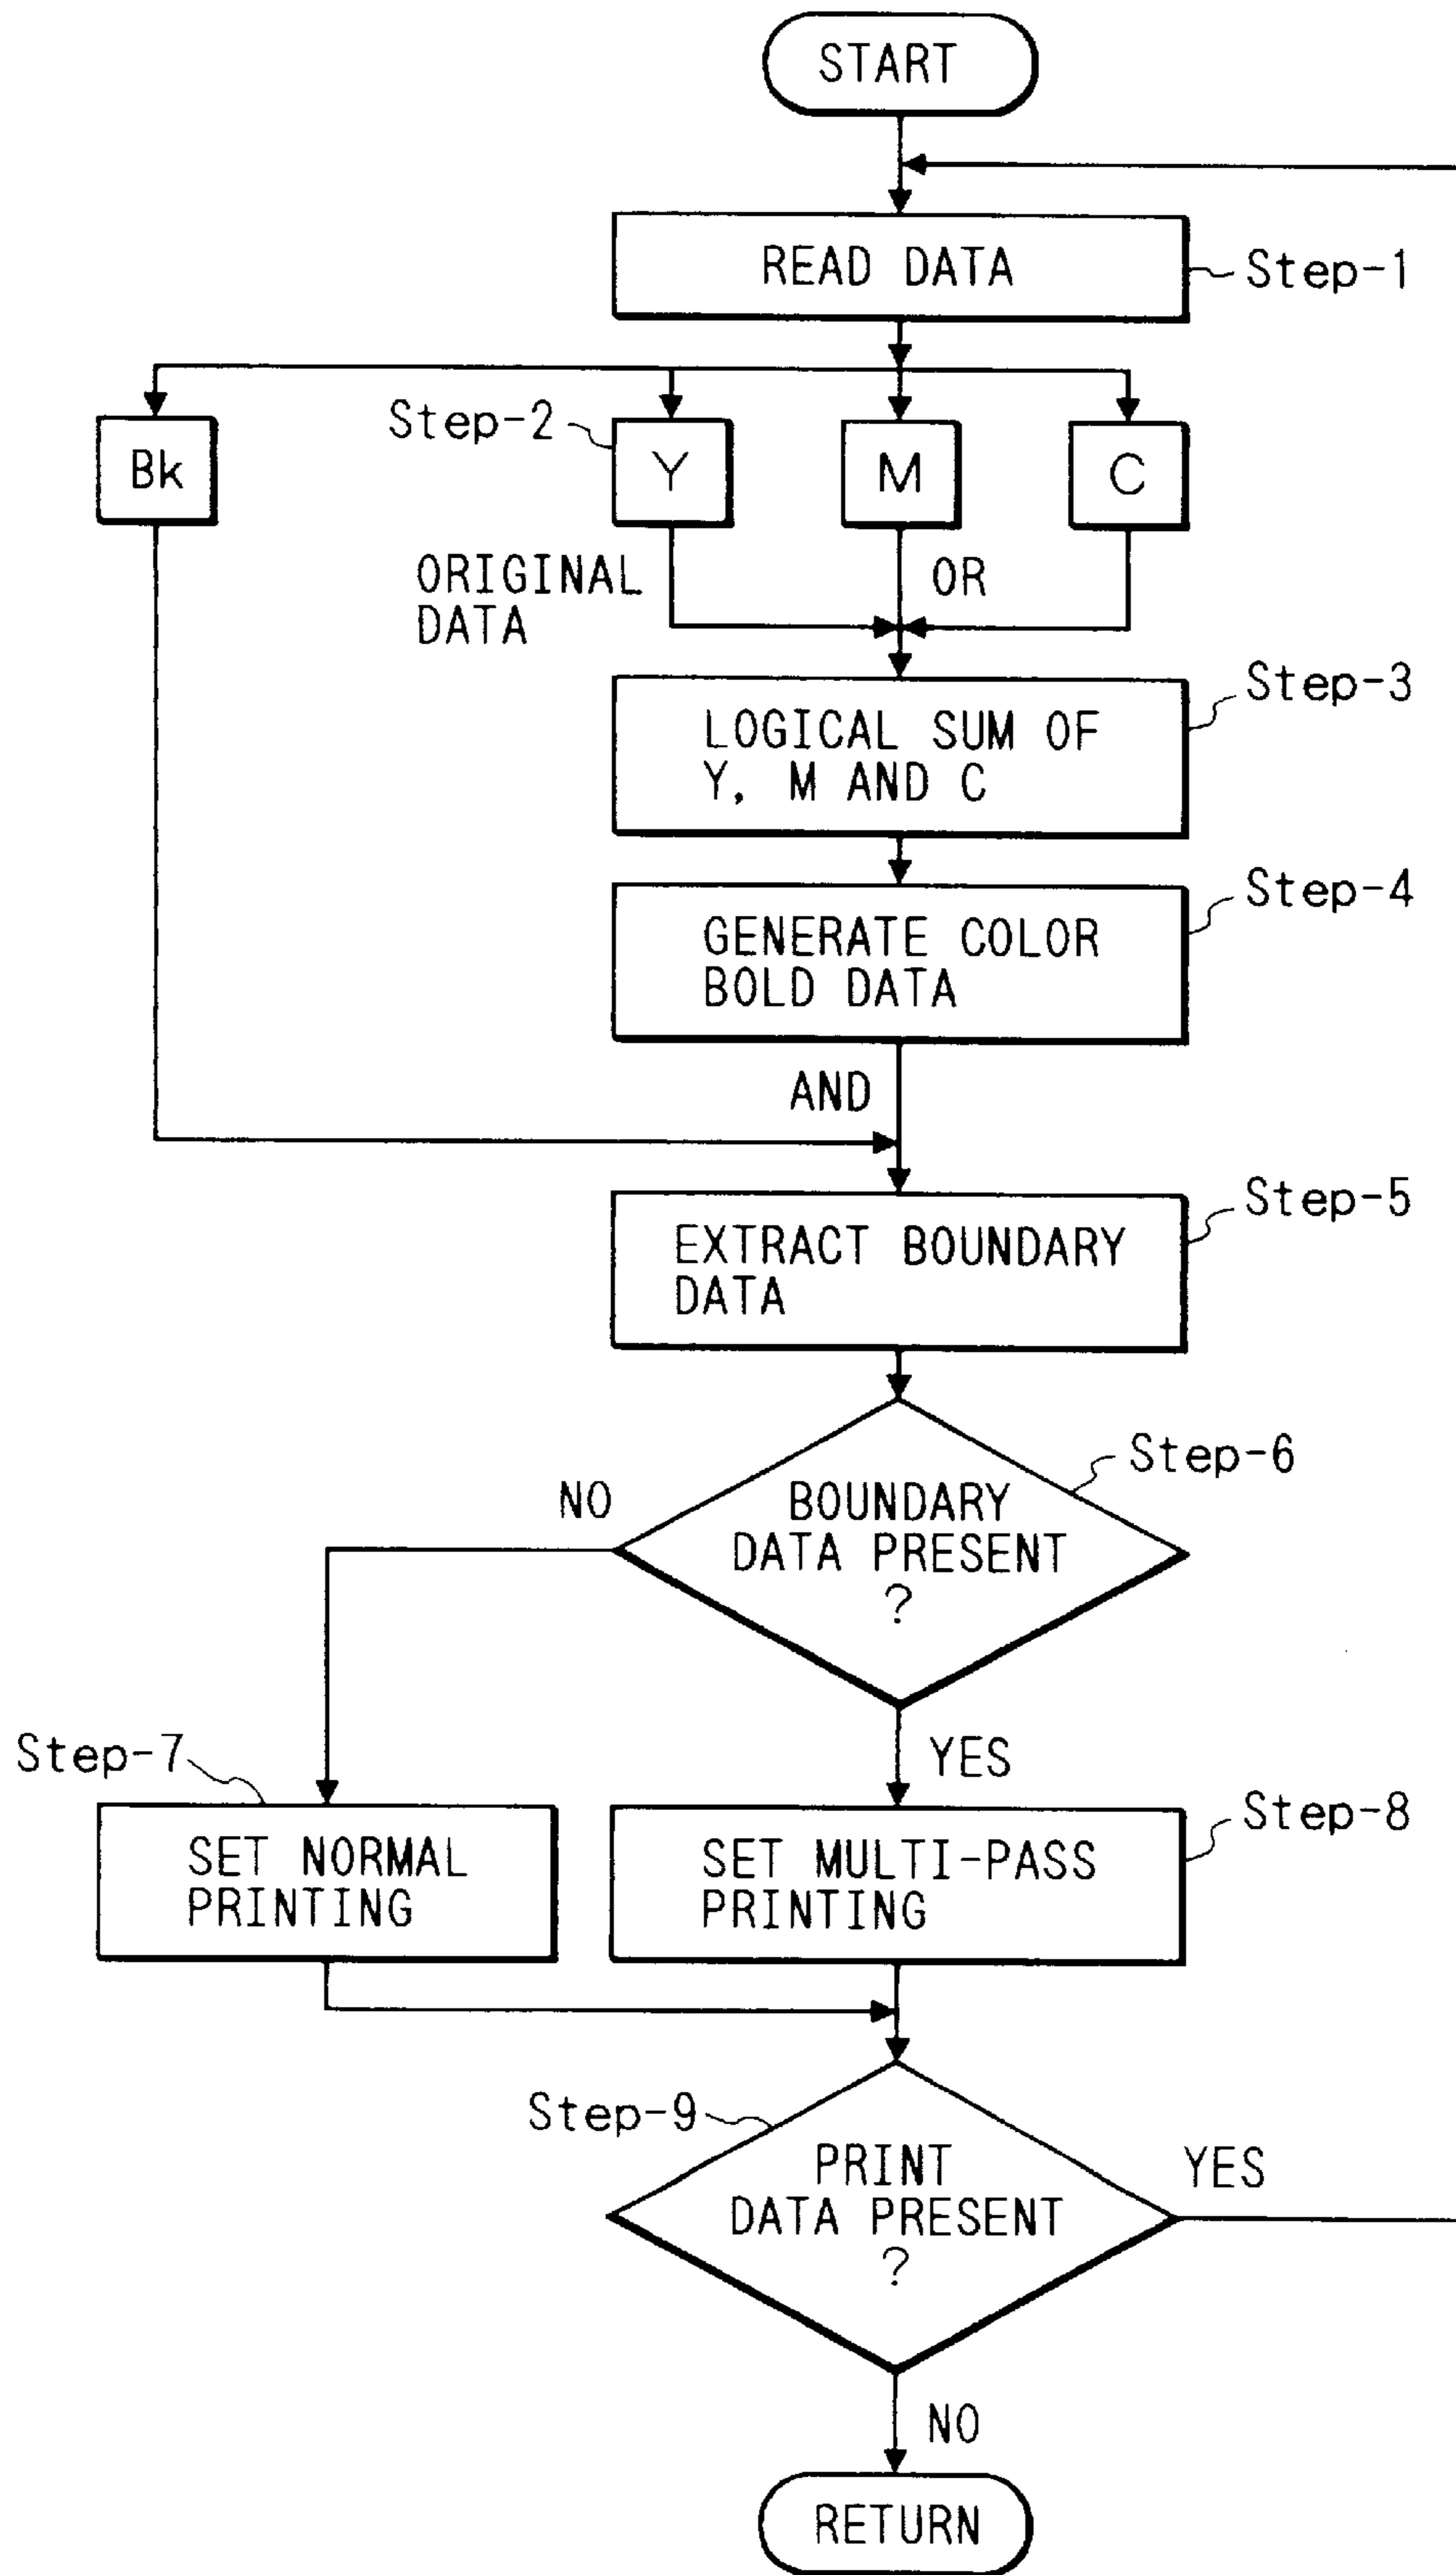 START
READ DATA
Step-1
Step-2
Bk
Y
M
C
ORIGINAL
DATA
OR
Step-3
LOGICAL SUM OF
Y, M AND C
Step-4
GENERATE COLOR
BOLD DATA
AND
Step-5
EXTRACT BOUNDARY
DATA
Step-6
NO
BOUNDARY
DATA PRESENT
?
Step-7
YES
Step-8
SET NORMAL
PRINTING
SET MULTI-PASS
PRINTING
Step-9
PRINT
DATA PRESENT
?
YES
NO
RETURN